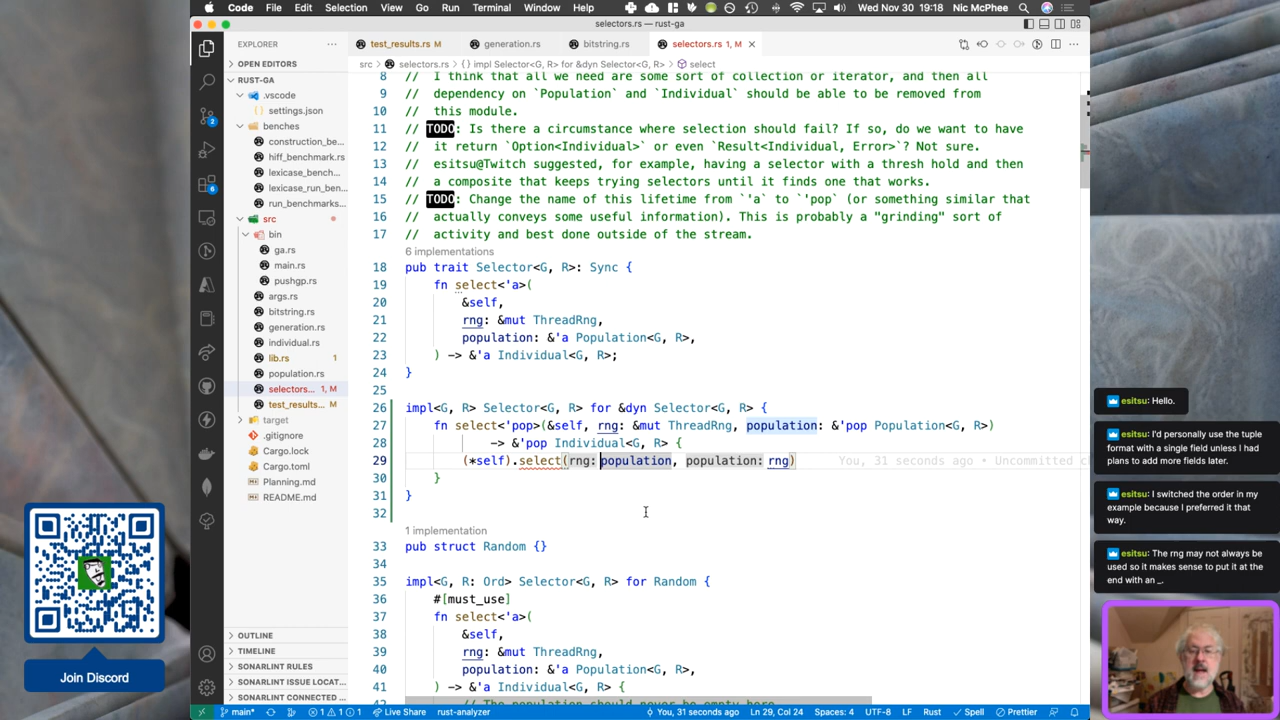 Code File Edit Selection View Go Run Terminal Window Help
Wed Nov 30 19:18 Nic McPhee
selectors.rs — rust-ga
EXPLORER
OPEN EDITORS
RUST-GA
.vscode
settings.json
benches
construction_be...
hiff_benchmark.rs
lexicase_bench...
lexicase_run_ben...
run_benchmarks...
src
bin
ga.rs
main.rs
pushgp.rs
args.rs
bitstring.rs
generation.rs
individual.rs
lib.rs 1
population.rs
selectors... 1, M
test_results... M
target
.gitignore
Cargo.lock
Cargo.toml
Planning.md
README.md
OUTLINE
TIMELINE
SONARLINT RULES
SONARLINT ISSUE LOCAT...
SONARLINT CONNECTED ...
2
6
test_results.rs M
generation.rs
bitstring.rs
selectors.rs 1, M
src > selectors.rs > {} impl Selector<G, R> for &dyn Selector<G, R> > select
8 // I think that all we need are some sort of collection or iterator, and then all
9 // dependency on `Population` and `Individual` should be able to be removed from
10 // this module.
11 // TODO: Is there a circumstance where selection should fail? If so, do we want to have
12 // it return `Option<Individual>` or even `Result<Individual, Error>`? Not sure.
13 // esitsu@Twitch suggested, for example, having a selector with a thresh hold and then
14 // a composite that keeps trying selectors until it finds one that works.
15 // TODO: Change the name of this lifetime from `'a` to `'pop` (or something similar that
16 // actually conveys some useful information). This is probably a "grinding" sort of
17 // activity and best done outside of the stream.
6 implementations
18 pub trait Selector<G, R>: Sync {
19 fn select<'a>(
20 &self,
21 rng: &mut ThreadRng,
22 population: &'a Population<G, R>,
23 ) -> &'a Individual<G, R>;
24 }
25
26 impl<G, R> Selector<G, R> for &dyn Selector<G, R> {
27 fn select<'pop>(&self, rng: &mut ThreadRng, population: &'pop Population<G, R>)
28 -> &'pop Individual<G, R> {
29 (*self).select(rng: population, population: rng) You, 31 seconds ago • Uncommitted ch
30 }
31 }
32
1 implementation
33 pub struct Random {}
34
35 impl<G, R: Ord> Selector<G, R> for Random {
36 #[must_use]
37 fn select<'a>(
38 &self,
39 rng: &mut ThreadRng,
40 population: &'a Population<G, R>,
41 ) -> &'a Individual<G, R> {
42 // The population should never be empty here
main* 1 1 1 Live Share rust-analyzer You, 31 seconds ago Ln 29, Col 24 Spaces: 4 UTF-8 LF Rust Spell Prettier
Join Discord
esitsu: Hello.
esitsu: I'd personally use the tuple
format with a single field unless I had
plans to add more fields later.
esitsu: I switched the order in my
example because I preferred it that
way.
esitsu: The rng may not always be
used so it makes sense to put it at the
end with an _.